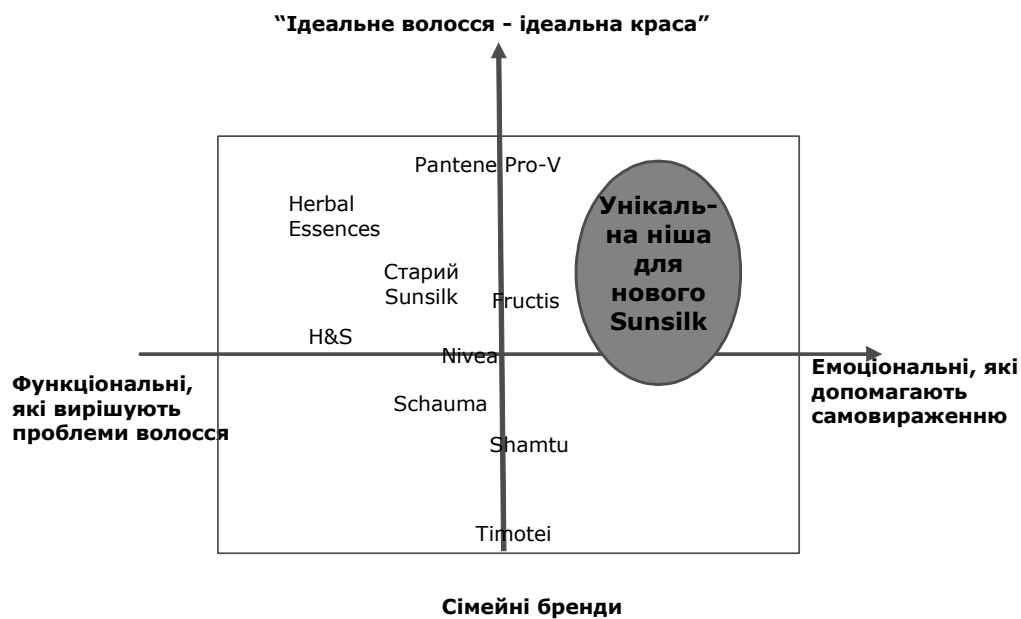 “Ідеальне волосся - ідеальна краса”
Pantene Pro-V
Herbal
Essences
Унікаль-
на ніша
для
нового
Sunsilk
Старий
Sunsilk
Fructis
H&S
Nivea
Функціональні,
які вирішують
проблеми волосся
Емоціональні, які
допомагають
самовираженню
Schauma
Shamtu
Timotei
Сімейні бренди